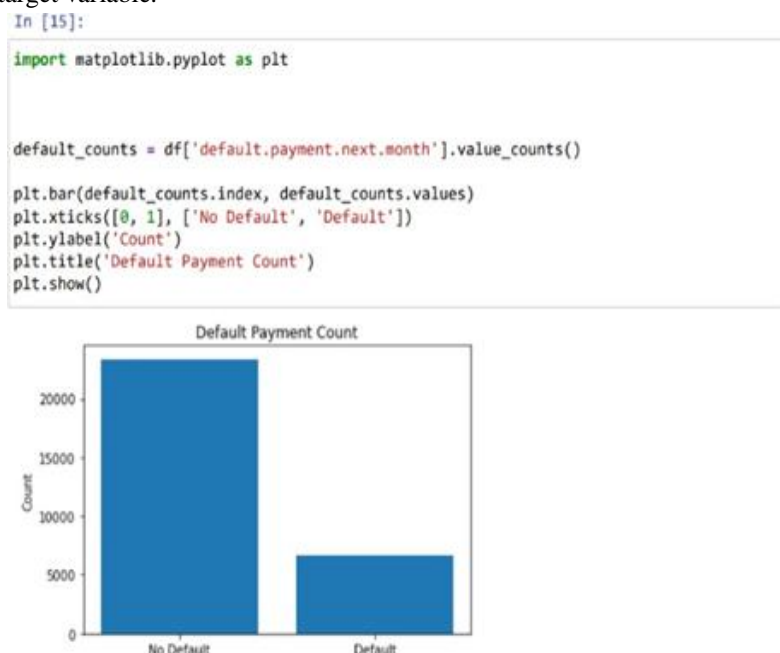 target variable.
In [15]:
import matplotlib.pyplot as plt
default_counts = df['default.payment.next.month'].value_counts()
plt.bar(default_counts.index, default_counts.values)
plt.xticks([0, 1], ['No Default', 'Default'])
plt.ylabel('Count')
plt.title('Default Payment Count')
plt.show()
Default Payment Count
20000
15000
10000
5000
0
Count
No Default Default